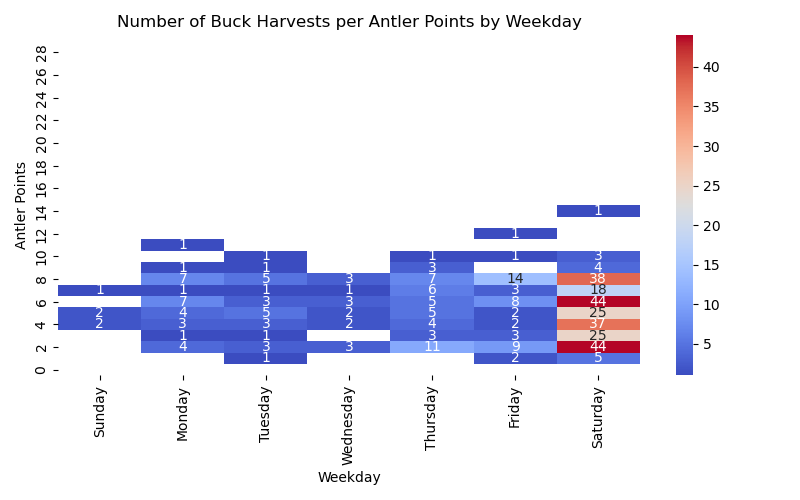 Number of Buck Harvests per Antler Points by Weekday
Antler Points
28
26
24
22
20
18
16
14 1
12 1
1
10 1 1 1 3
1 1 3 4
8 7 5 3 7 14 38
1 1 1 1 6 3 18
6 7 3 3 5 8 44
2 4 5 2 5 2 25
4 2 3 3 2 4 2 37
1 1 3 3 25
2 4 3 3 11 9 44
1 2 5
0
Sunday
Monday
Tuesday
Wednesday
Thursday
Friday
Saturday
Weekday
40
35
30
25
20
15
10
5